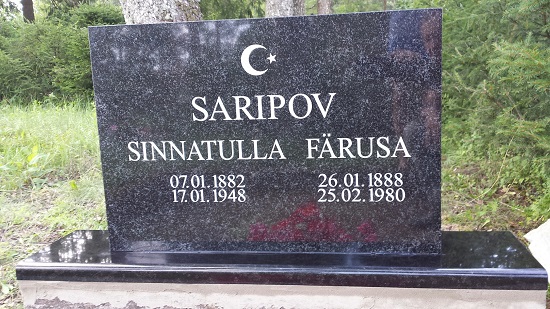 SARIPOV
SINNATULLA FÄRUSA
07.01.1882 26.01.1888
17.01.1948 25.02.1980